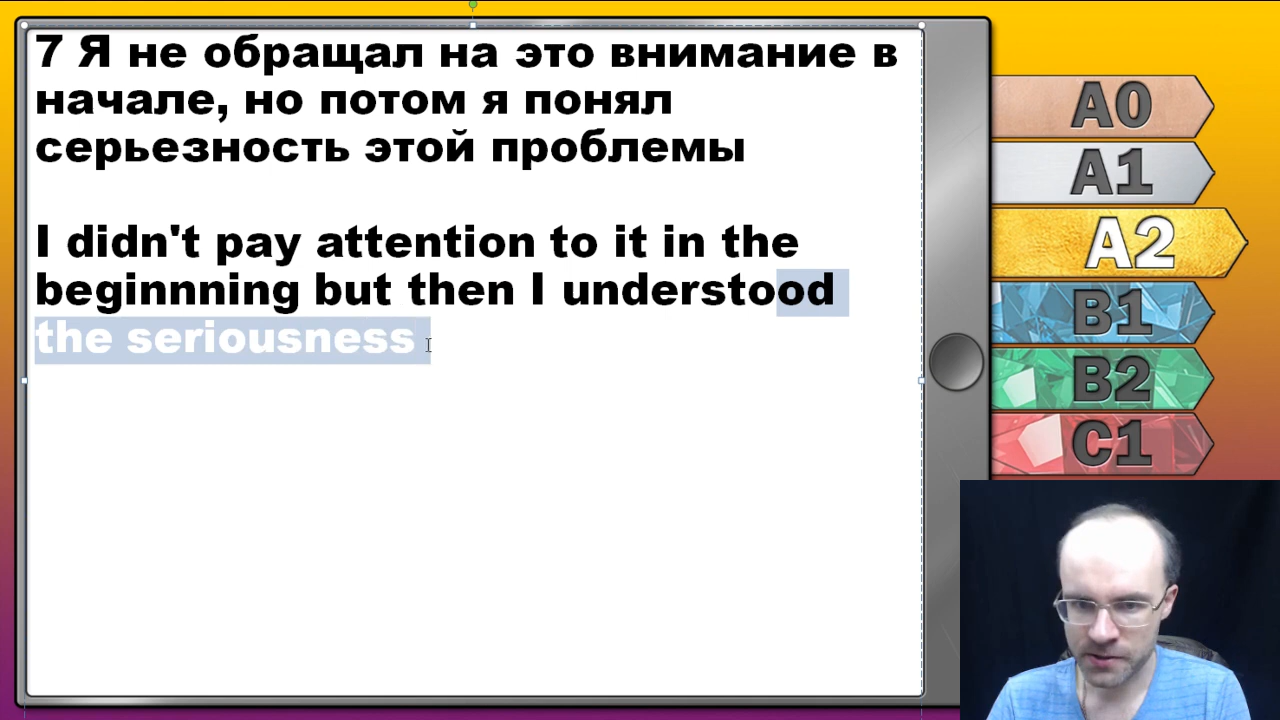 7 Я не обращал на это внимание в
начале, но потом я понял
серьезность этой проблемы
I didn't pay attention to it in the
beginnning but then I understood
the seriousness
A0
A1
A2
B1
B2
C1